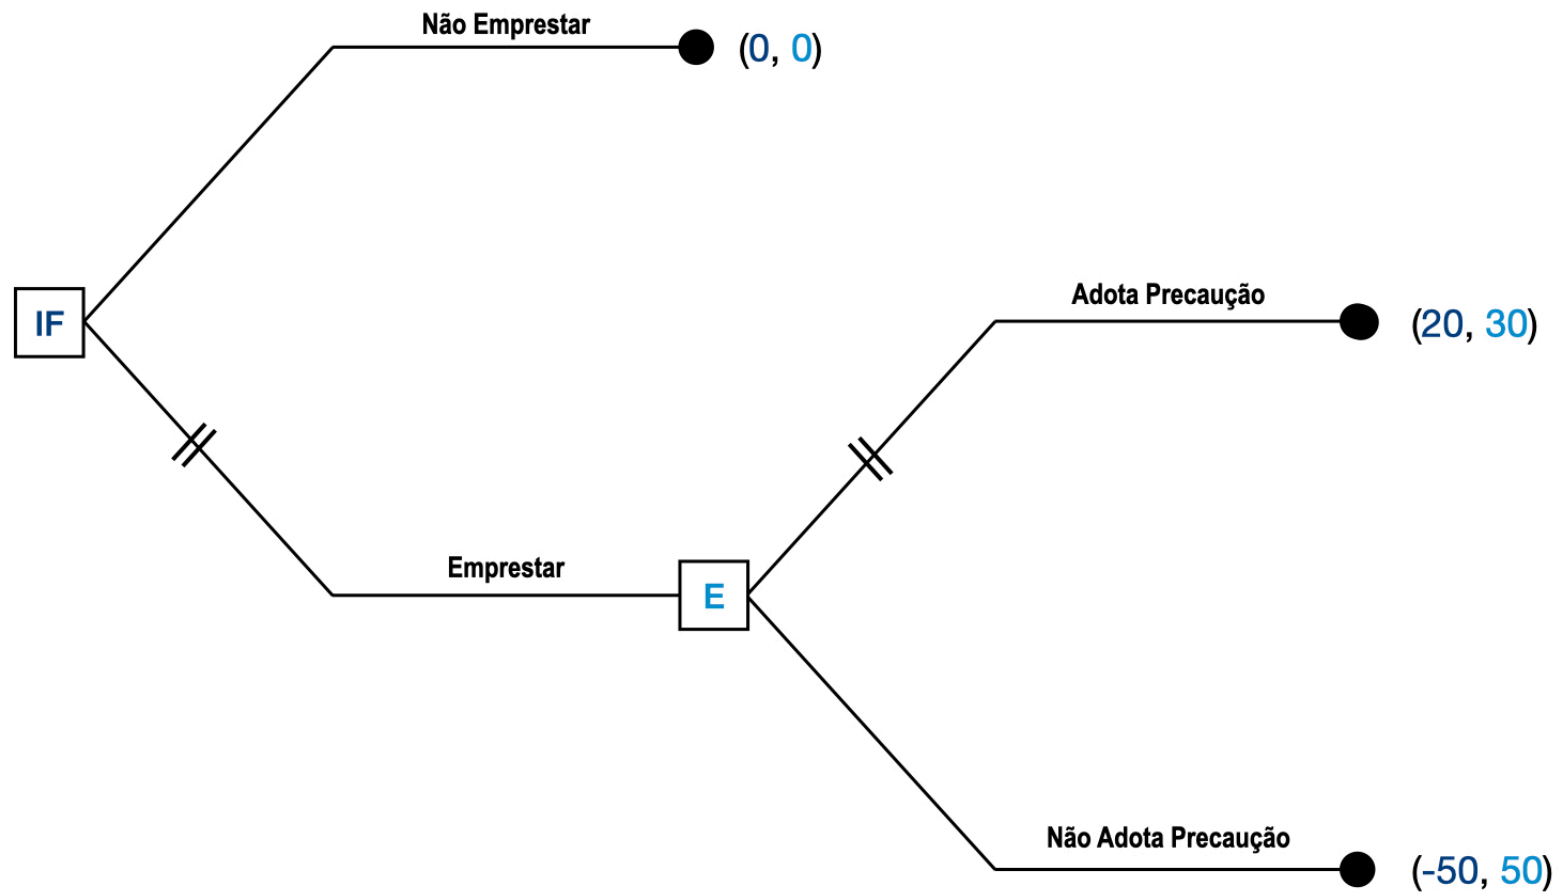 Não Emprestar
(0, 0)
Adota Precaução
IF
(20, 30)
Emprestar
E
Não Adota Precaução
(-50, 50)